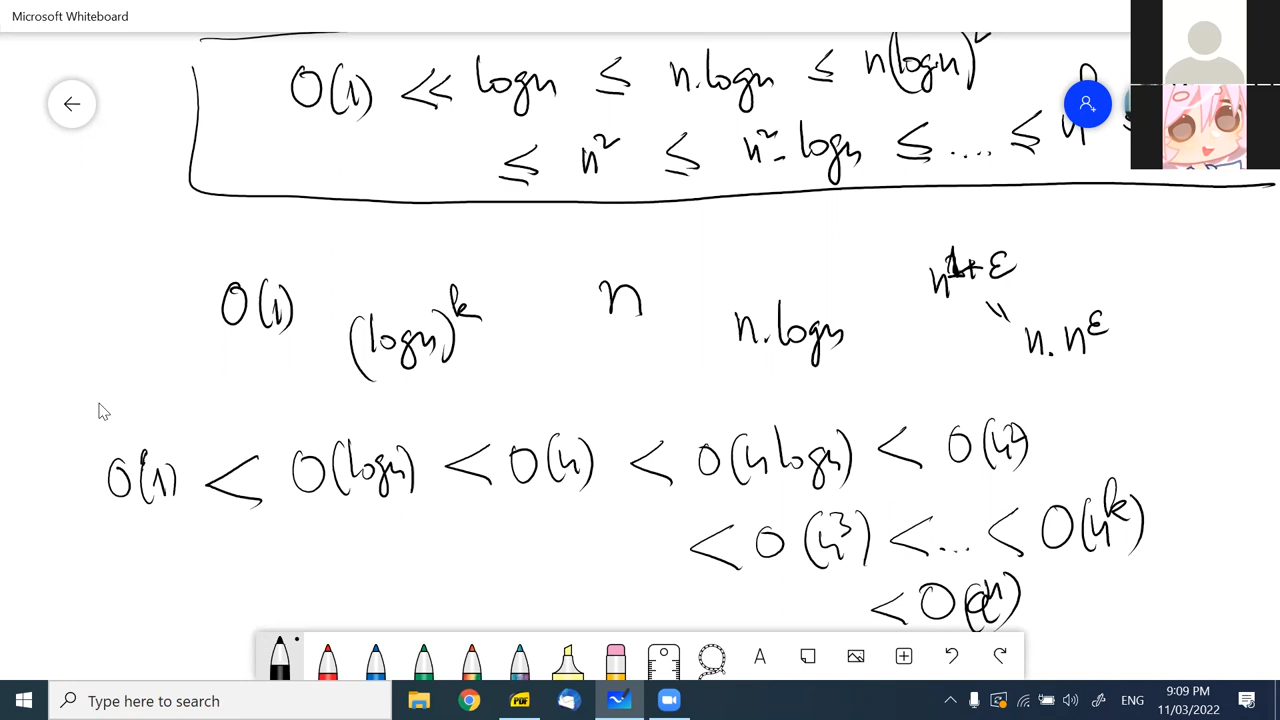 Microsoft Whiteboard
O(1) << logn ≤ n.logn ≤ n(logn)²
≤ n² ≤ n².logn ≤ .... ≤ n
n^{1+ε}
O(1) (logn)^k n n.logn n.n^ε
O(1) < O(logn) < O(n) < O(nlogn) < O(n²)
< O(n³) < ... < O(n^k)
< O(a^n)
A
Type here to search
PDF
ENG
9:09 PM
11/03/2022